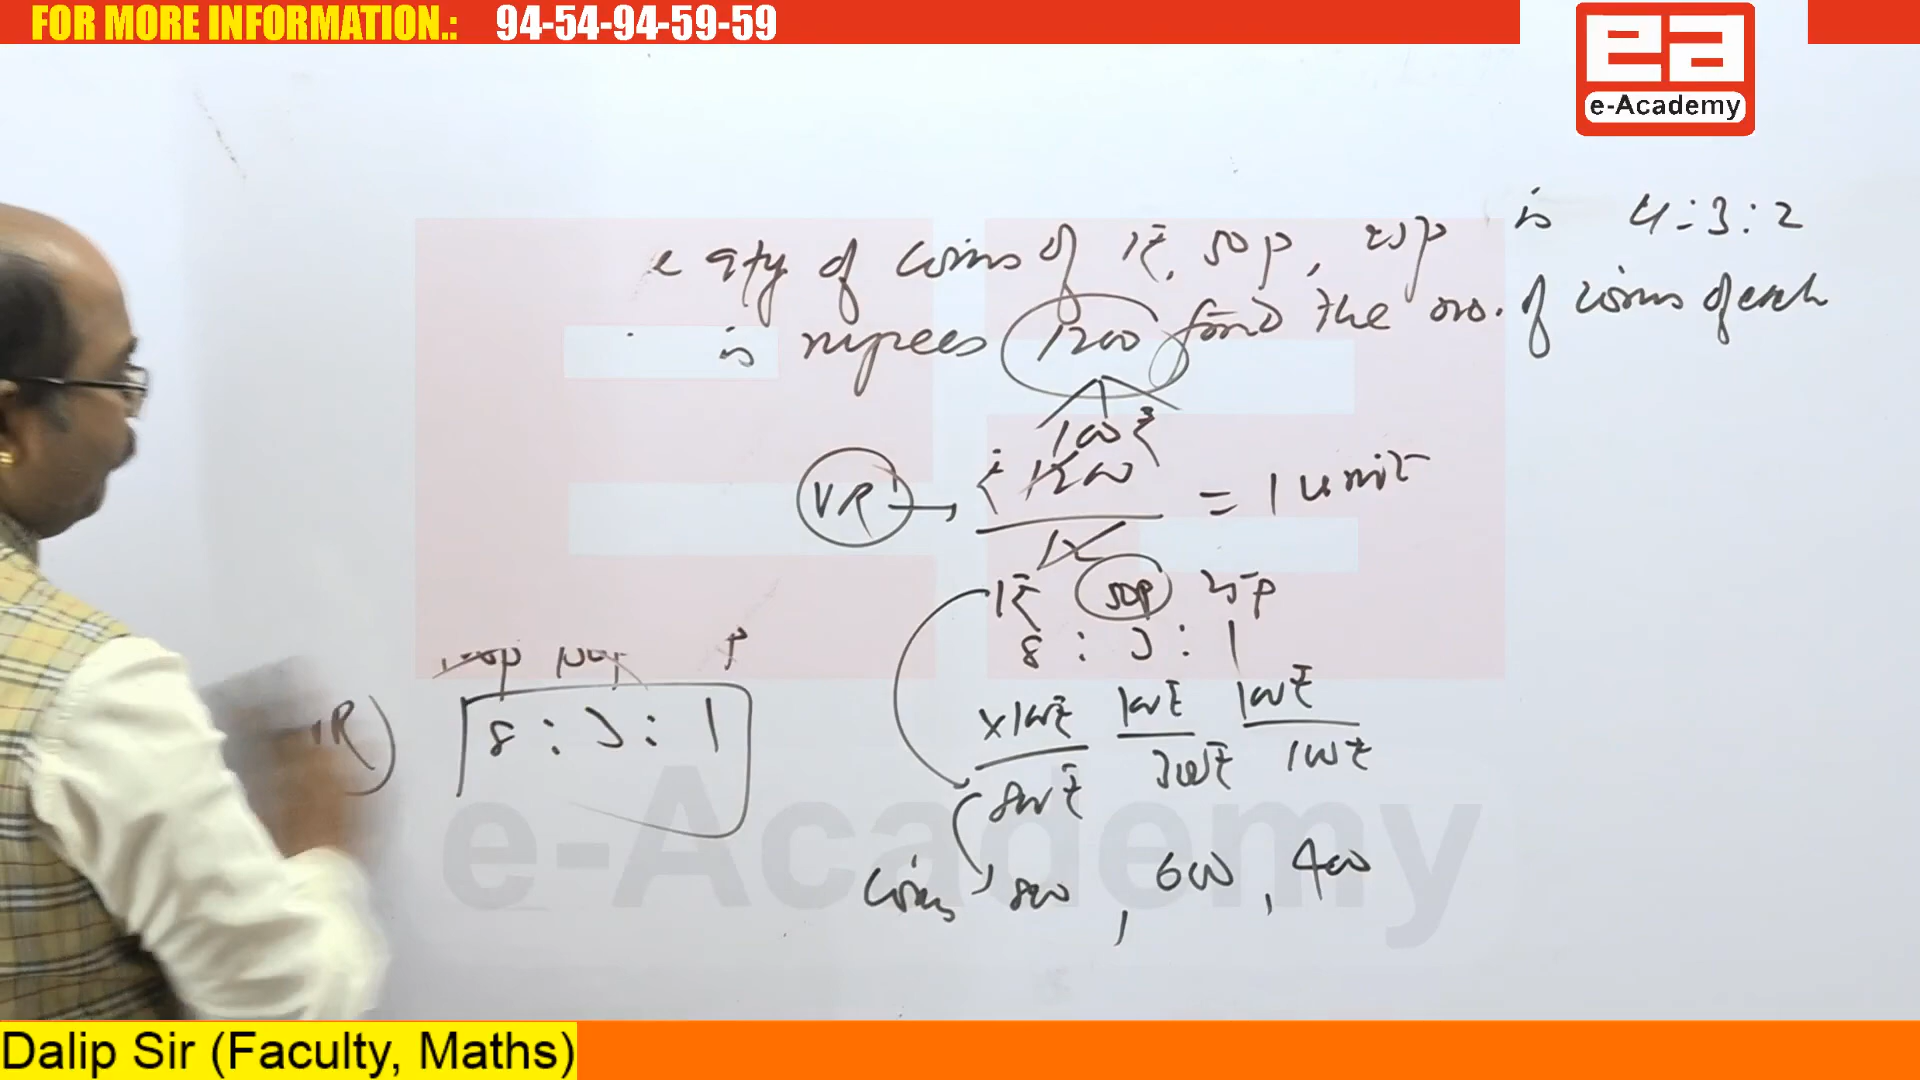 FOR MORE INFORMATION.: 94-54-94-59-59
ea
e-Academy
e qty of coins of 1₹, 50p, 25p is 4:3:2
is rupees 1200 find the no. of coins of each
100₹
VR → ₹1200
12
= 1 unit
1₹ 50p 25p
8 : 3 : 1
x100₹ 100₹ 100₹
800₹ 300₹ 100₹
coins 800, 600, 400
8 : 3 : 1
e-Academy
Dalip Sir (Faculty, Maths)